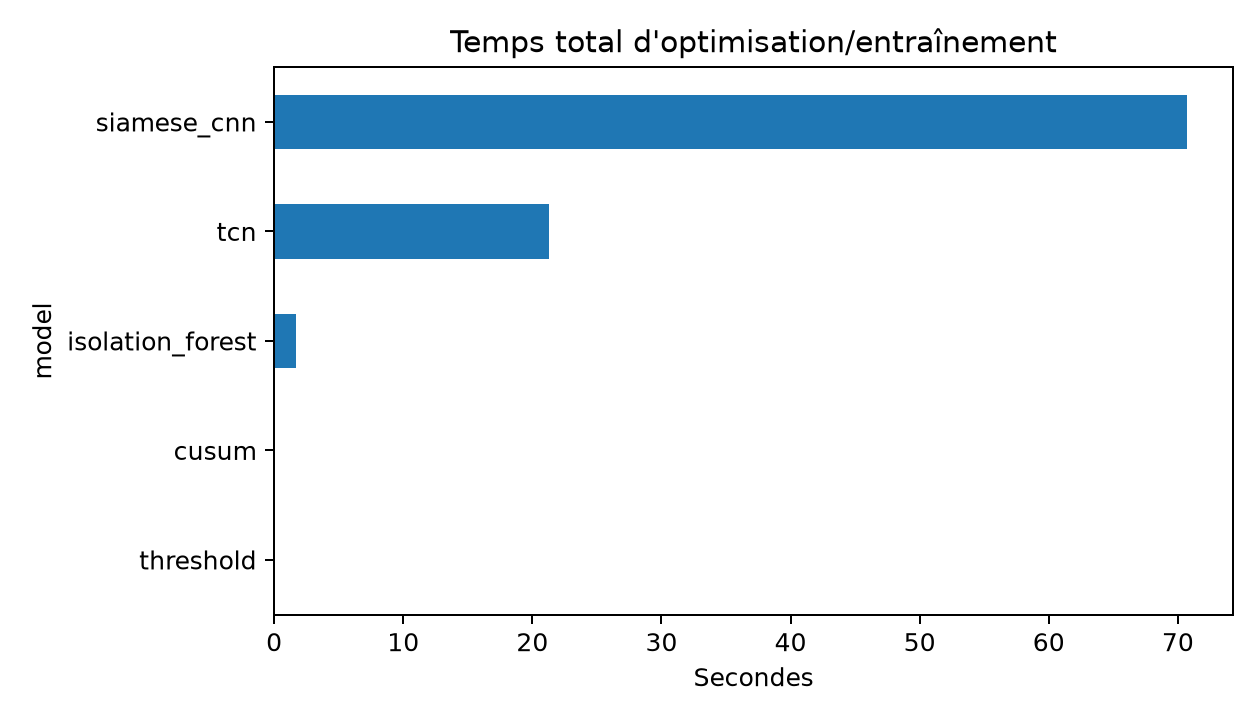 Temps total d'optimisation/entraînement
siamese_cnn
tcn
isolation_forest
cusum
threshold
model
0 10 20 30 40 50 60 70
Secondes